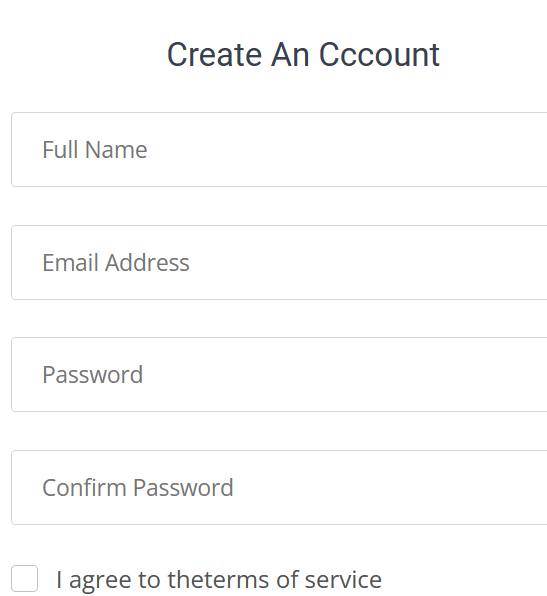 Create An Cccount
Full Name
Email Address
Password
Confirm Password
I agree to theterms of service